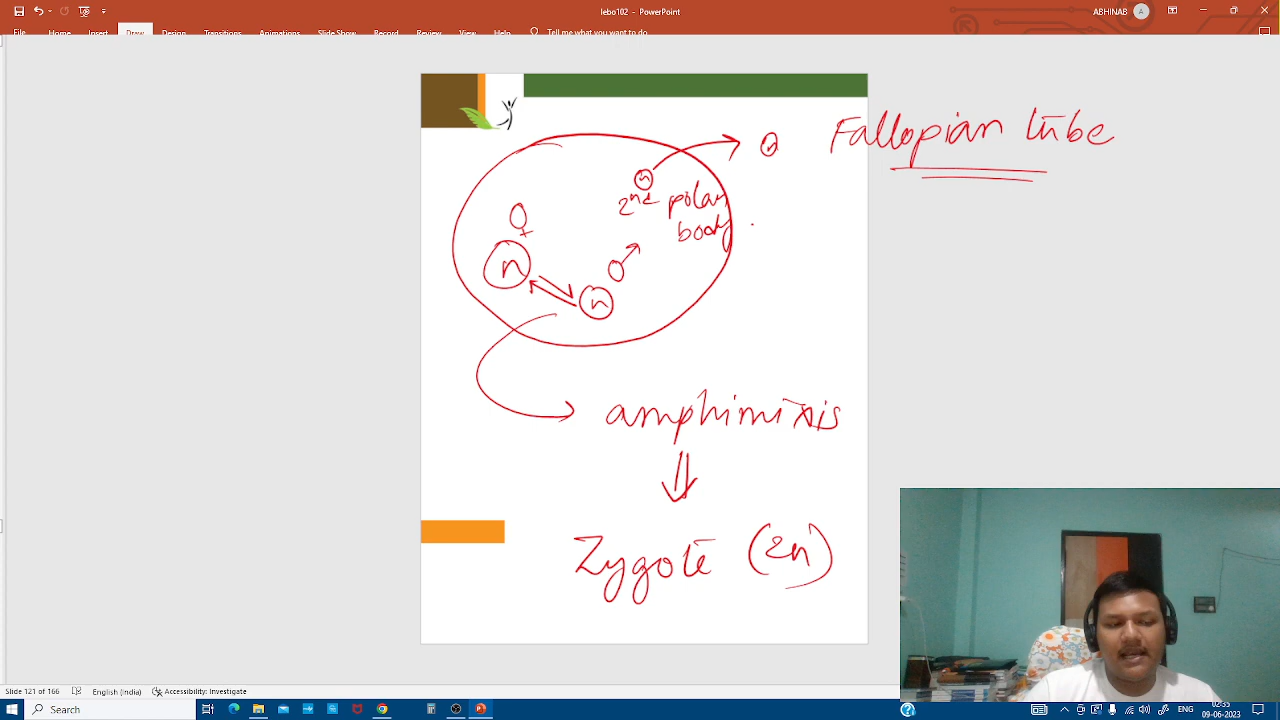 lebo102 - PowerPoint
ABHINAB A
File Home Insert Draw Design Transitions Animations Slide Show Record Review View Help Tell me what you want to do
Fallopian tube
n
n
2nd polar
body
♀
n
♂
n
amphimixis
Zygote (2n)
Slide 121 of 166 English (India) Accessibility: Investigate
Search
ENG
09-06-2023